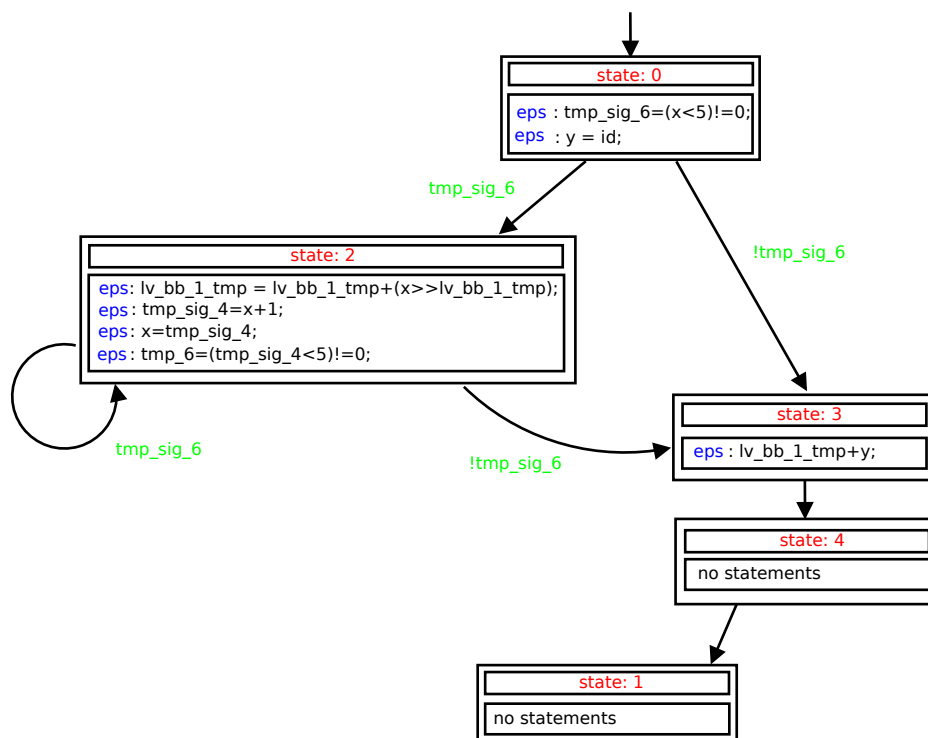 state: 0
eps : tmp_sig_6=(x<5)!=0;
eps : y = id;
tmp_sig_6
!tmp_sig_6
state: 2
eps: lv_bb_1_tmp = lv_bb_1_tmp+(x>>lv_bb_1_tmp);
eps: tmp_sig_4=x+1;
eps: x=tmp_sig_4;
eps: tmp_6=(tmp_sig_4<5)!=0;
tmp_sig_6
!tmp_sig_6
state: 3
eps : lv_bb_1_tmp+y;
state: 4
no statements
state: 1
no statements